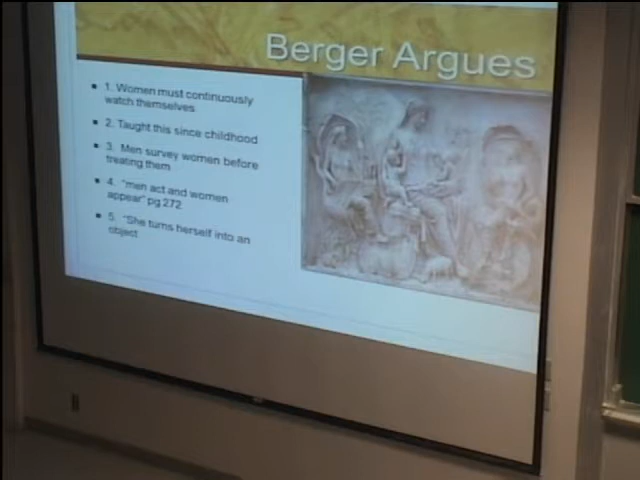 Berger Argues
1. Women must continuously
watch themselves
2. Taught this since childhood
3. Men survey women before
treating them
4. "men act and women
appear" pg 272
5. "She turns herself into an
object